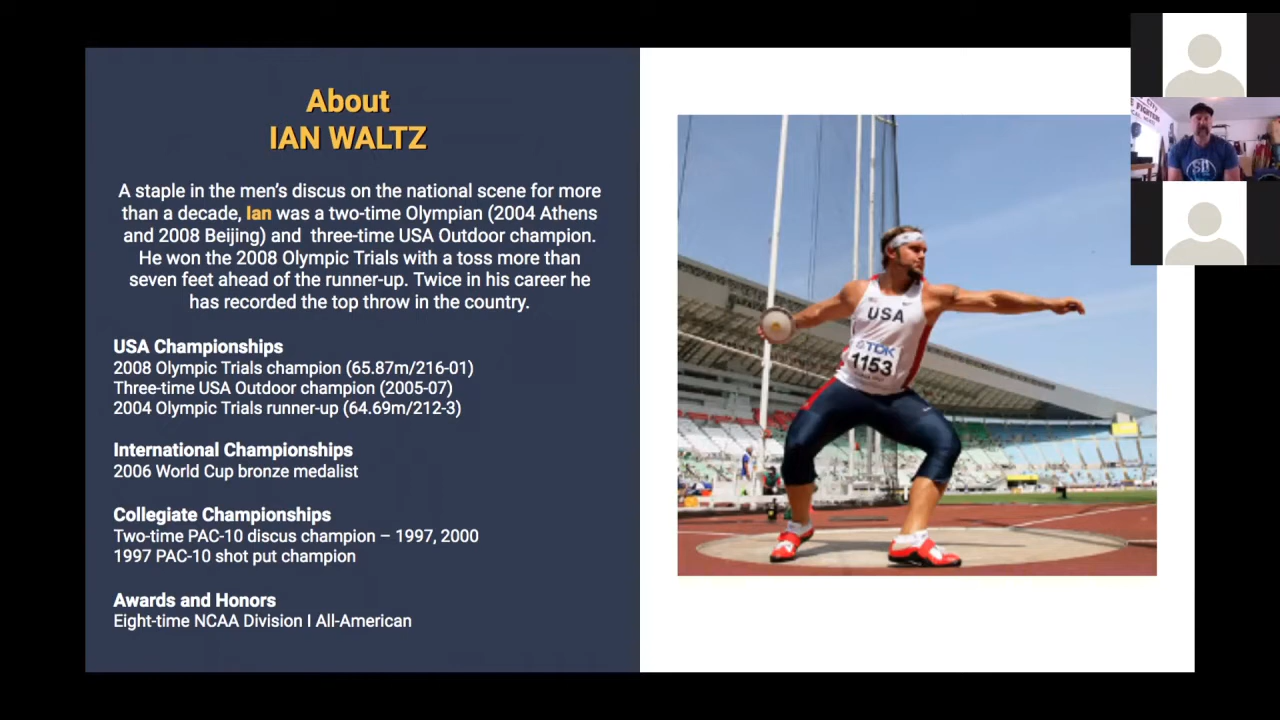 About
IAN WALTZ
A staple in the men's discus on the national scene for more
than a decade, Ian was a two-time Olympian (2004 Athens
and 2008 Beijing) and  three-time USA Outdoor champion.
He won the 2008 Olympic Trials with a toss more than
seven feet ahead of the runner-up. Twice in his career he
has recorded the top throw in the country.
USA Championships
2008 Olympic Trials champion (65.87m/216-01)
Three-time USA Outdoor champion (2005-07)
2004 Olympic Trials runner-up (64.69m/212-3)
International Championships
2006 World Cup bronze medalist
Collegiate Championships
Two-time PAC-10 discus champion – 1997, 2000
1997 PAC-10 shot put champion
Awards and Honors
Eight-time NCAA Division I All-American
USA
TDK
1153
CITY
FIGHTER